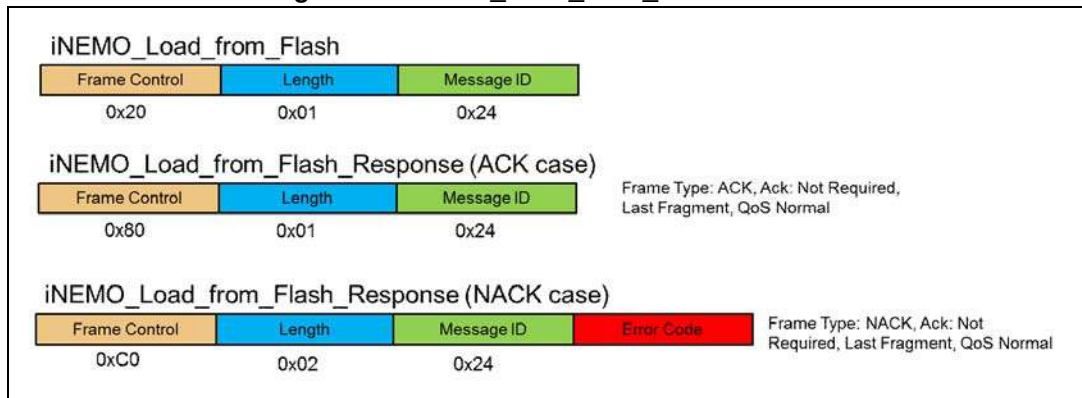 iNEMO_Load_from_Flash
Frame Control Length Message ID
0x20 0x01 0x24
iNEMO_Load_from_Flash_Response (ACK case)
Frame Control Length Message ID
Frame Type: ACK, Ack: Not Required,
Last Fragment, QoS Normal
0x80 0x01 0x24
iNEMO_Load_from_Flash_Response (NACK case)
Frame Control Length Message ID Error Code
Frame Type: NACK, Ack: Not
Required, Last Fragment, QoS Normal
0xC0 0x02 0x24